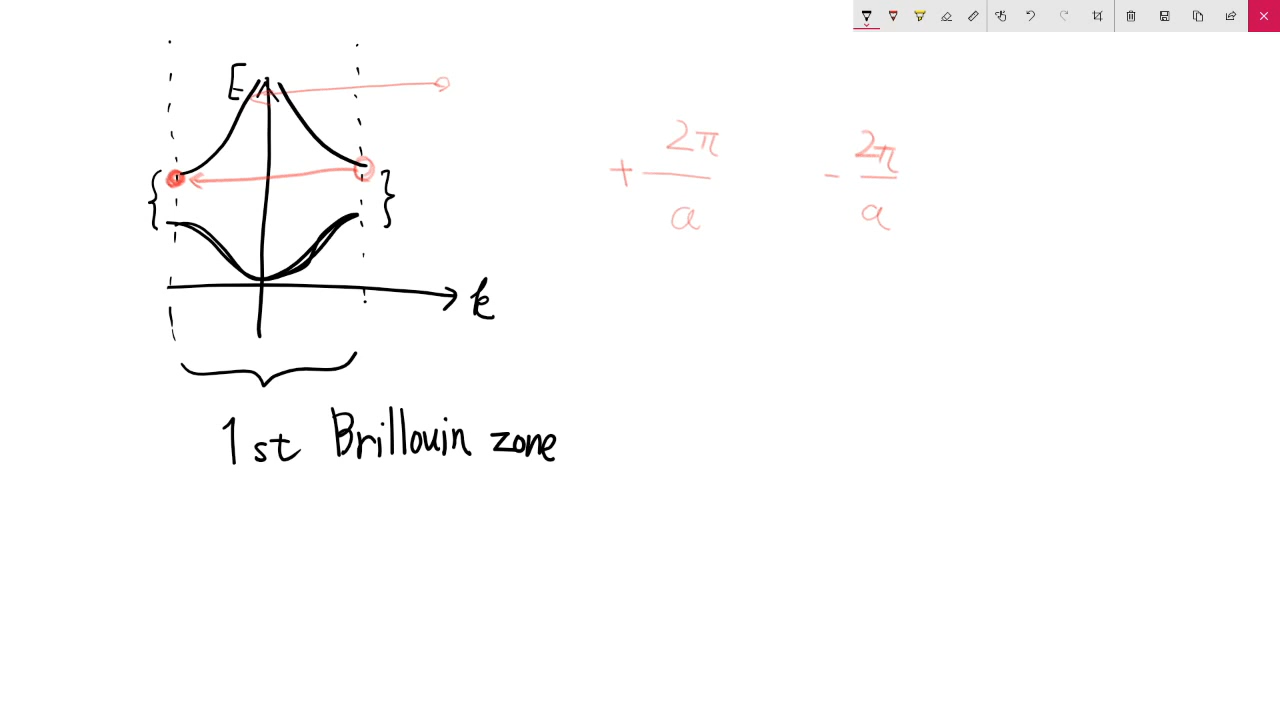 E
+ 2π/a
- 2π/a
k
1st Brillouin zone